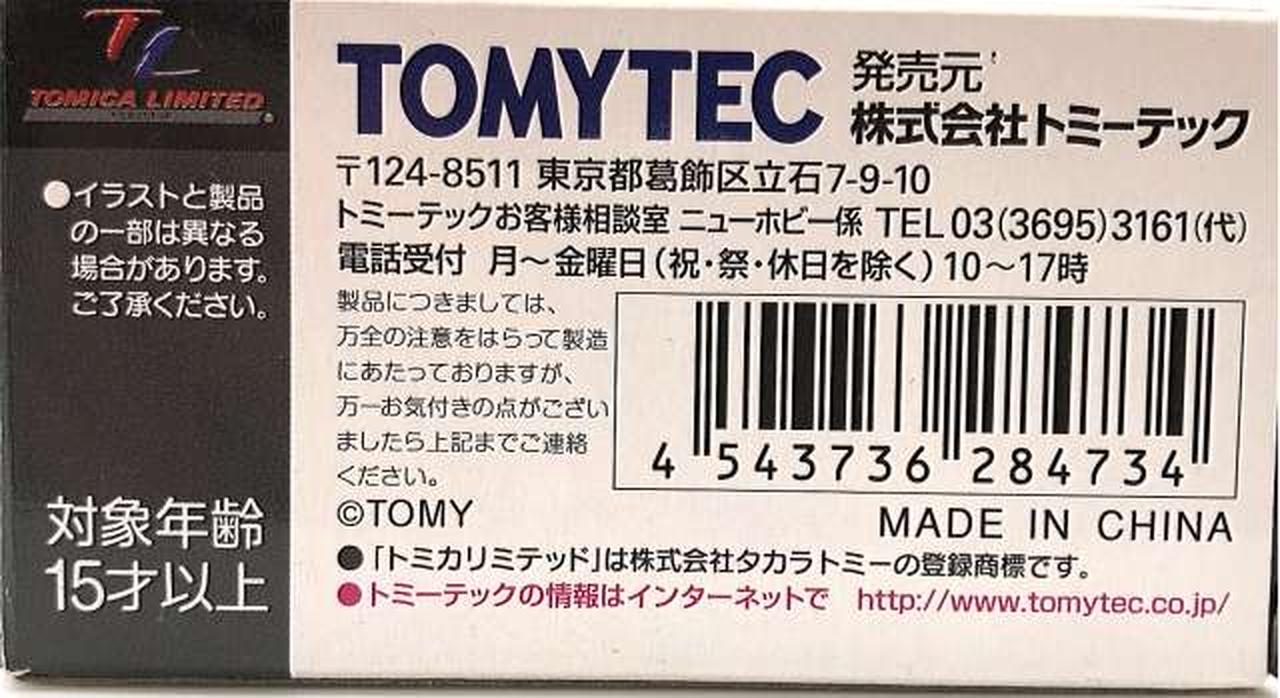 TL
TOMICA LIMITED
●イラストと製品
の一部は異なる
場合があります。
ご了承ください。
対象年齢
15才以上
TOMYTEC
発売元
株式会社トミーテック
〒124-8511 東京都葛飾区立石7-9-10
トミーテックお客様相談室 ニューホビー係 TEL03(3695)3161(代)
電話受付 月〜金曜日(祝・祭・休日を除く)10〜17時
製品につきましては、
万全の注意をはらって製造
にあたっておりますが、
万一お気付きの点がござい
ましたら上記までご連絡
ください。
4 543736 284734
©TOMY
MADE IN CHINA
●「トミカリミテッド」は株式会社タカラトミーの登録商標です。
●トミーテックの情報はインターネットで http://www.tomytec.co.jp/